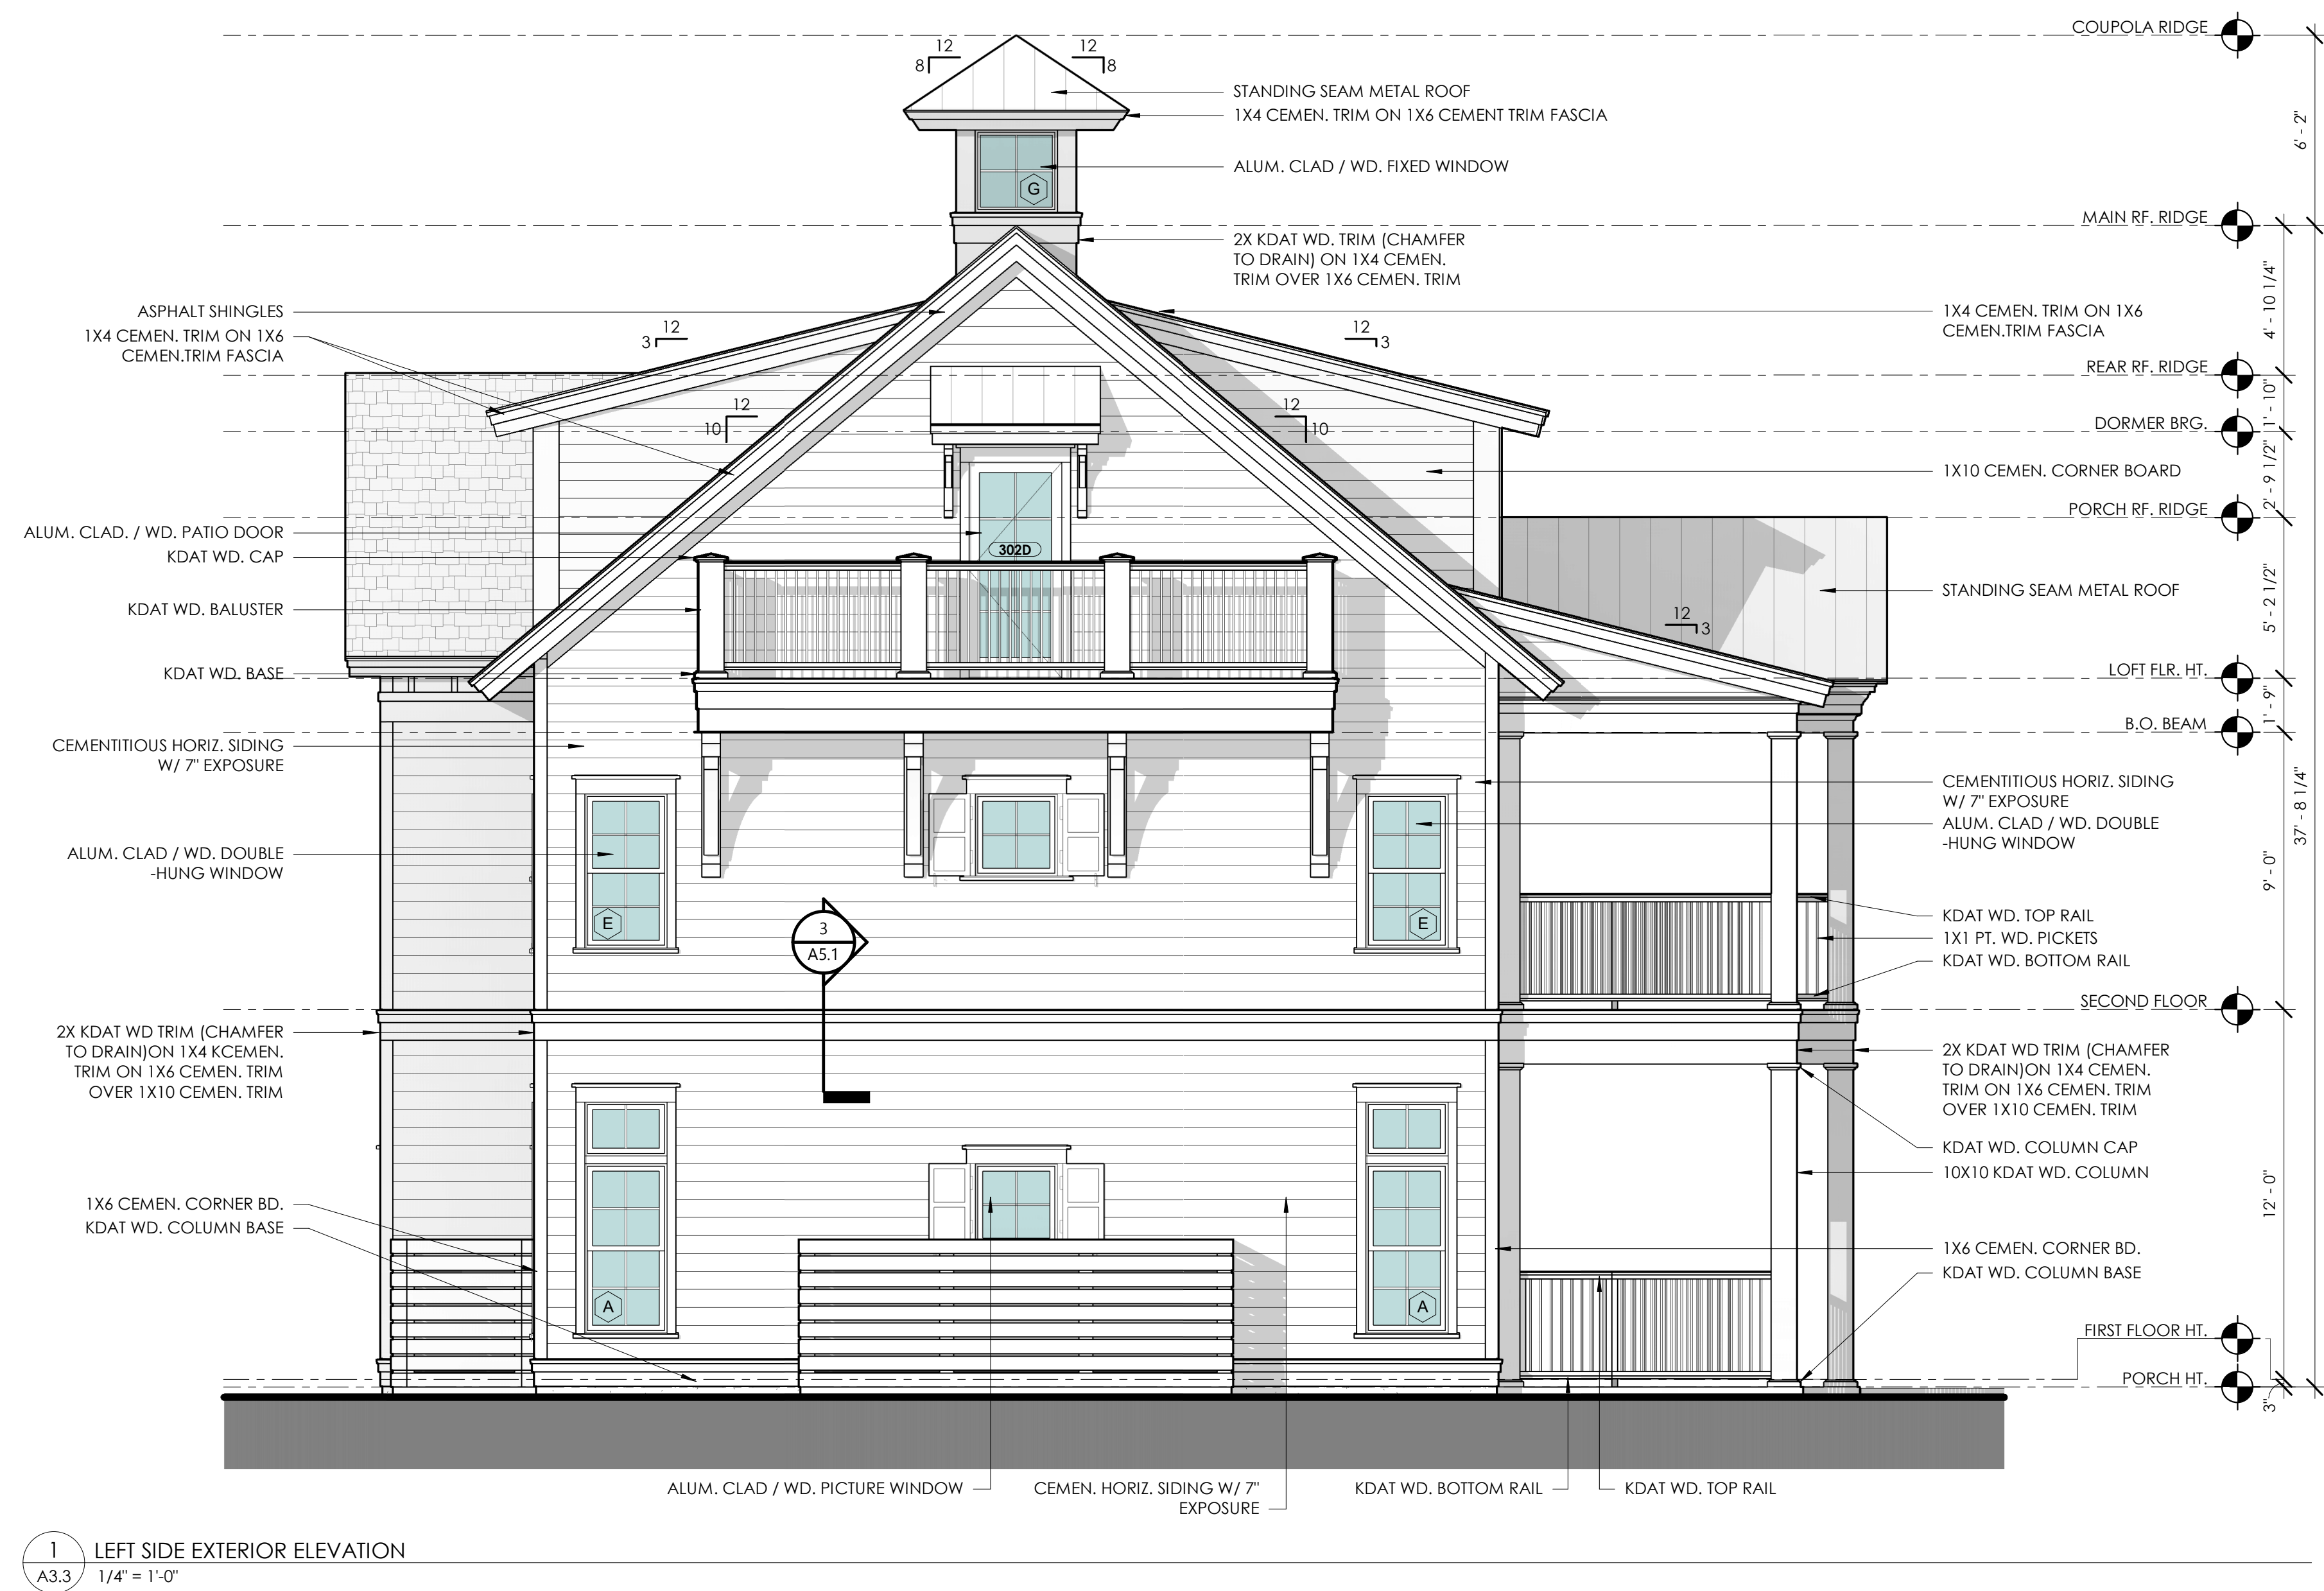 COUPOLA RIDGE
12
8
12
8
STANDING SEAM METAL ROOF
1X4 CEMEN. TRIM ON 1X6 CEMENT TRIM FASCIA
6' - 2"
ALUM. CLAD / WD. FIXED WINDOW
G
MAIN RF. RIDGE
2X KDAT WD. TRIM (CHAMFER
TO DRAIN) ON 1X4 CEMEN.
TRIM OVER 1X6 CEMEN. TRIM
4' - 10 1/4"
ASPHALT SHINGLES
1X4 CEMEN. TRIM ON 1X6
CEMEN.TRIM FASCIA
12
3
12
3
1X4 CEMEN. TRIM ON 1X6
CEMEN.TRIM FASCIA
REAR RF. RIDGE
1' - 10"
12
10
12
10
DORMER BRG.
2' - 9 1/2"
1X10 CEMEN. CORNER BOARD
PORCH RF. RIDGE
ALUM. CLAD. / WD. PATIO DOOR
302D
KDAT WD. CAP
KDAT WD. BALUSTER
STANDING SEAM METAL ROOF
5' - 2 1/2"
12
3
KDAT WD. BASE
LOFT FLR. HT.
1' - 9"
B.O. BEAM
CEMENTITIOUS HORIZ. SIDING
W/ 7" EXPOSURE
CEMENTITIOUS HORIZ. SIDING
W/ 7" EXPOSURE
37' - 8 1/4"
ALUM. CLAD / WD. DOUBLE
-HUNG WINDOW
ALUM. CLAD / WD. DOUBLE
-HUNG WINDOW
9' - 0"
E
E
3
A5.1
KDAT WD. TOP RAIL
1X1 PT. WD. PICKETS
KDAT WD. BOTTOM RAIL
SECOND FLOOR
2X KDAT WD TRIM (CHAMFER
TO DRAIN)ON 1X4 KCEMEN.
TRIM ON 1X6 CEMEN. TRIM
OVER 1X10 CEMEN. TRIM
2X KDAT WD TRIM (CHAMFER
TO DRAIN)ON 1X4 CEMEN.
TRIM ON 1X6 CEMEN. TRIM
OVER 1X10 CEMEN. TRIM
KDAT WD. COLUMN CAP
10X10 KDAT WD. COLUMN
12' - 0"
1X6 CEMEN. CORNER BD.
KDAT WD. COLUMN BASE
1X6 CEMEN. CORNER BD.
KDAT WD. COLUMN BASE
A
A
FIRST FLOOR HT.
PORCH HT.
3"
ALUM. CLAD / WD. PICTURE WINDOW
CEMEN. HORIZ. SIDING W/ 7"
EXPOSURE
KDAT WD. BOTTOM RAIL
KDAT WD. TOP RAIL
1
A3.3
LEFT SIDE EXTERIOR ELEVATION
1/4" = 1'-0"